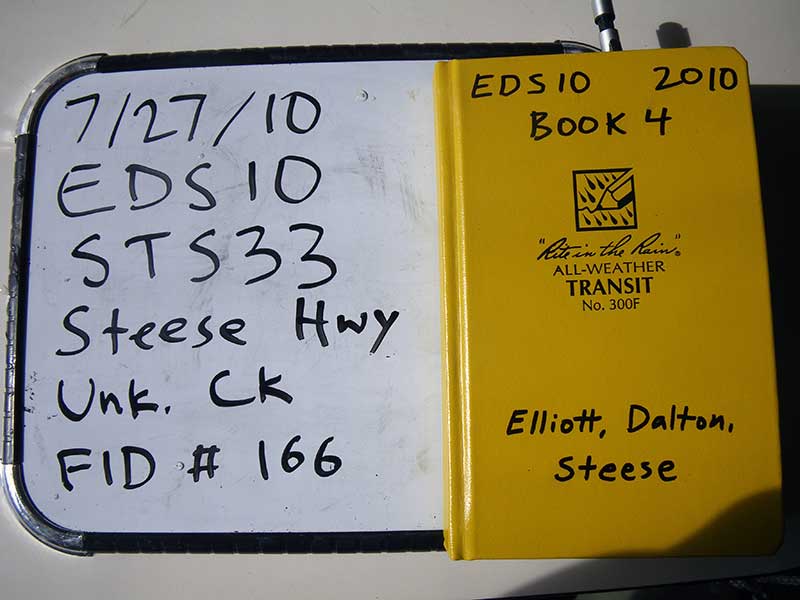 7/27/10
EDS10
STS33
Steese Hwy
Unk. Ck
FID # 166
EDS10 2010
BOOK 4
"Rite in the Rain"®
ALL-WEATHER
TRANSIT
No. 300F
Elliott, Dalton,
Steese